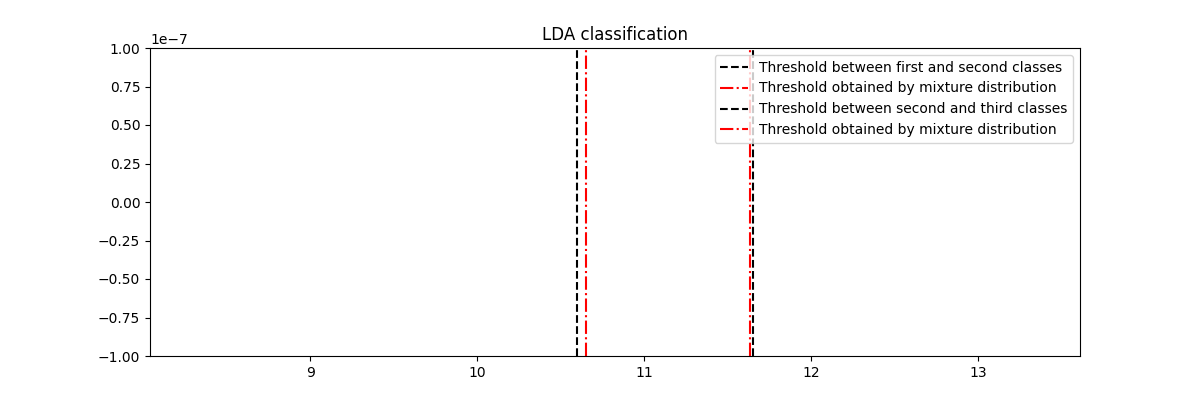 LDA classification
1e−7
1.00
0.75
0.50
0.25
0.00
−0.25
−0.50
−0.75
−1.00
Threshold between first and second classes
Threshold obtained by mixture distribution
Threshold between second and third classes
Threshold obtained by mixture distribution
9 10 11 12 13